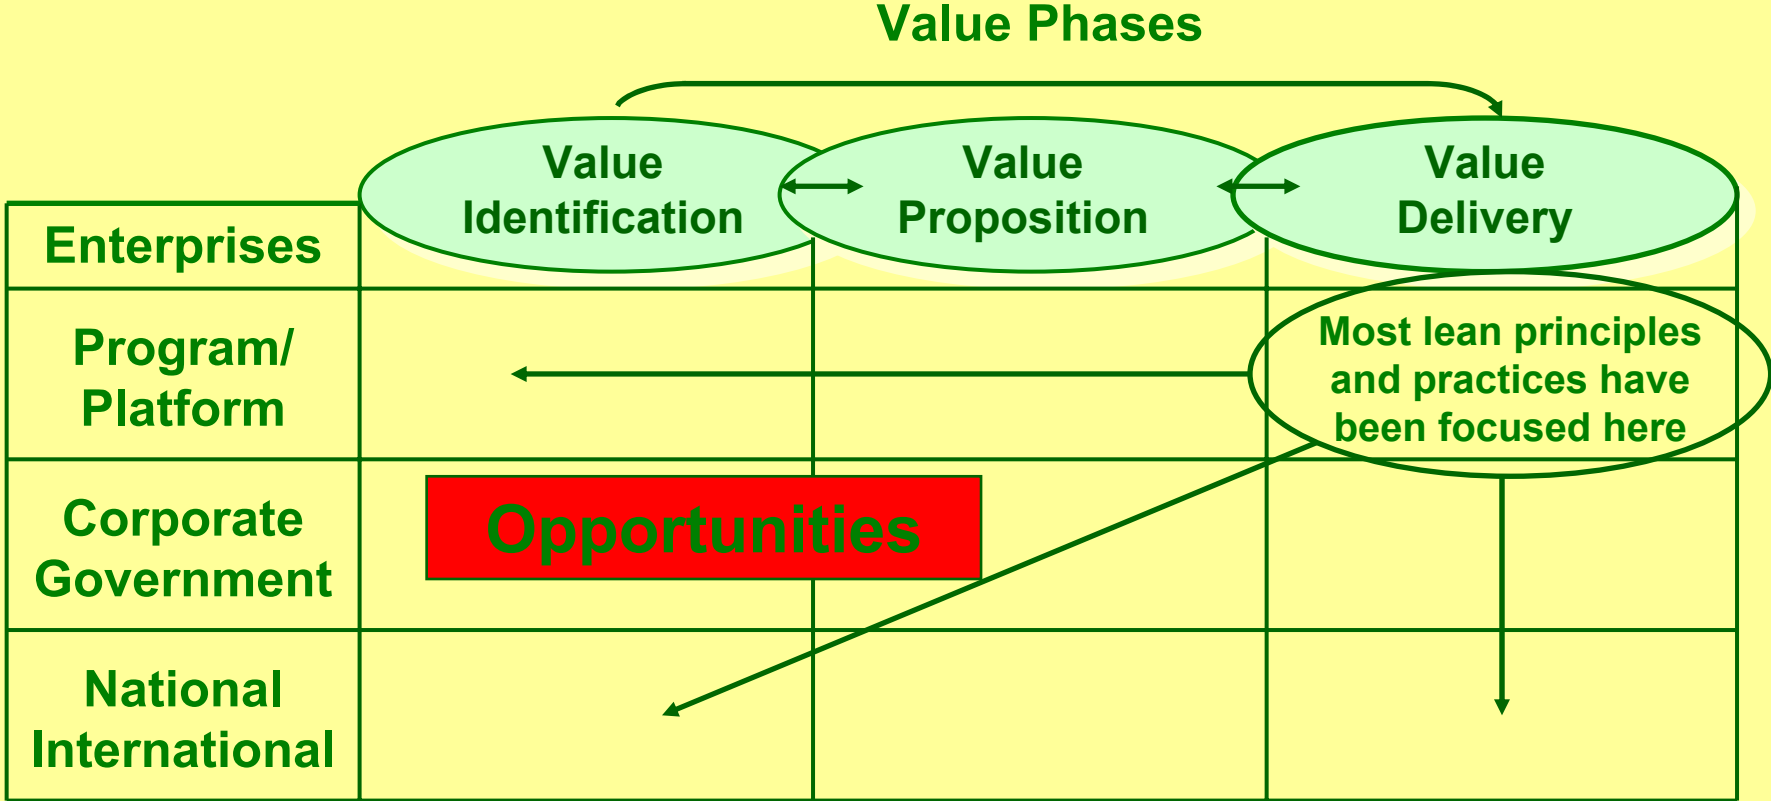 Value Phases
Value
Identification
Value
Proposition
Value
Delivery
Enterprises
Program/
Platform
Most lean principles
and practices have
been focused here
Corporate
Government
Opportunities
National
International